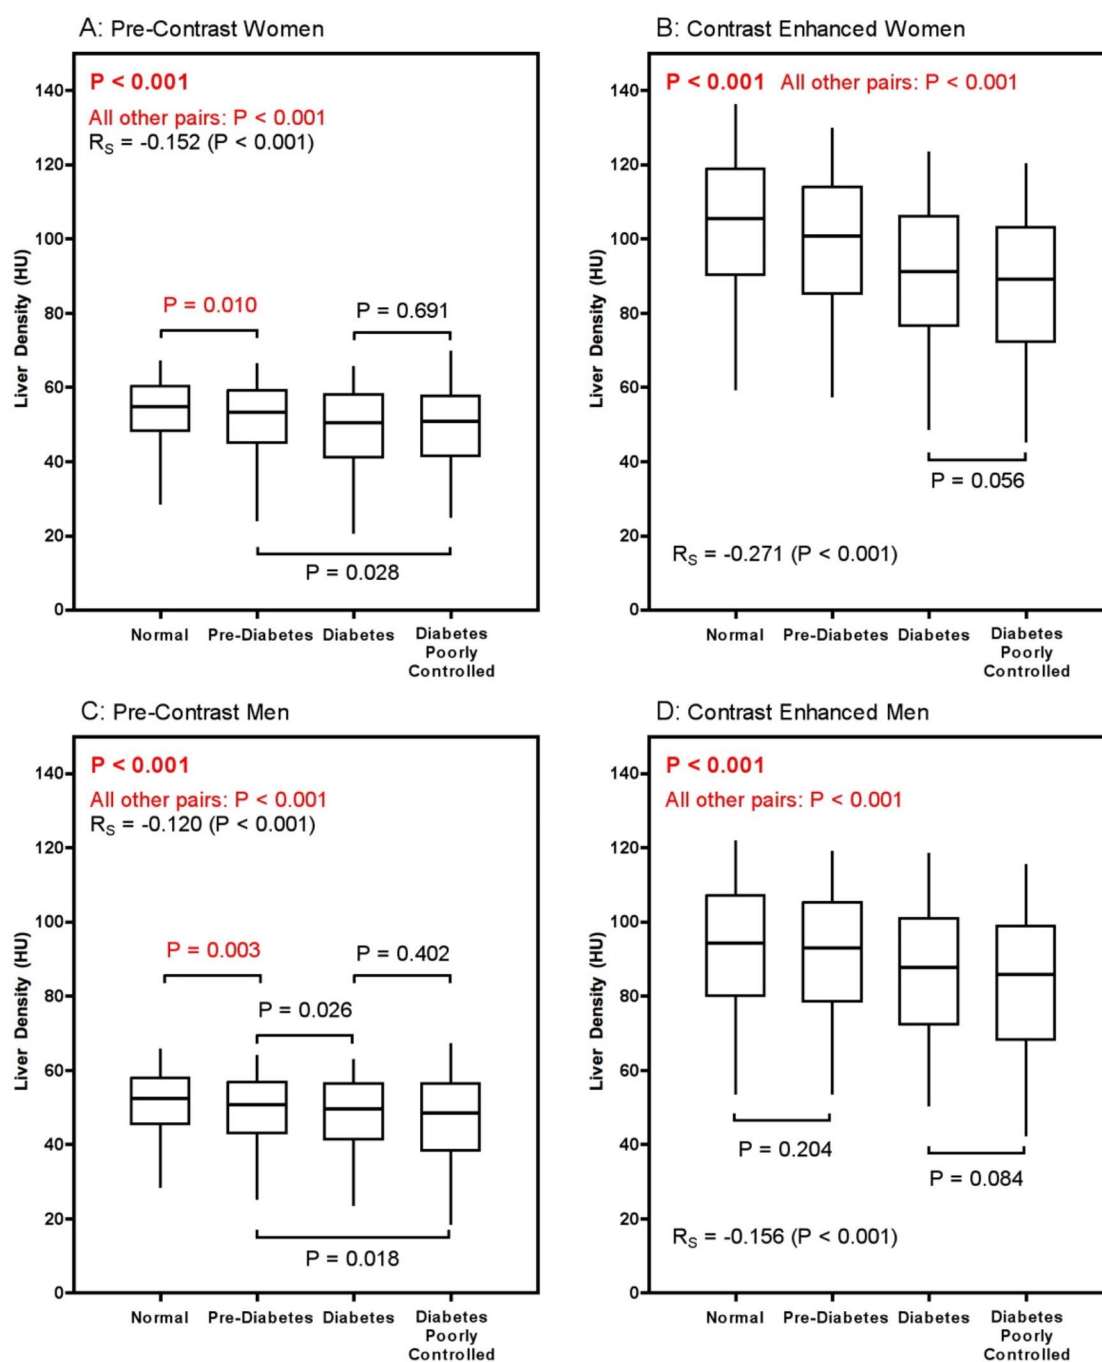 A: Pre-Contrast Women
P < 0.001
All other pairs: P < 0.001
RS = -0.152 (P < 0.001)
140
120
100
80
60
40
20
0
Liver Density (HU)
P = 0.010
P = 0.691
P = 0.028
Normal
Pre-Diabetes
Diabetes
Diabetes
Poorly
Controlled
B: Contrast Enhanced Women
P < 0.001 All other pairs: P < 0.001
140
120
100
80
60
40
20
0
Liver Density (HU)
P = 0.056
RS = -0.271 (P < 0.001)
Normal
Pre-Diabetes
Diabetes
Diabetes
Poorly
Controlled
C: Pre-Contrast Men
P < 0.001
All other pairs: P < 0.001
RS = -0.120 (P < 0.001)
140
120
100
80
60
40
20
0
Liver Density (HU)
P = 0.003
P = 0.402
P = 0.026
P = 0.018
Normal
Pre-Diabetes
Diabetes
Diabetes
Poorly
Controlled
D: Contrast Enhanced Men
P < 0.001
All other pairs: P < 0.001
140
120
100
80
60
40
20
0
Liver Density (HU)
P = 0.204
P = 0.084
RS = -0.156 (P < 0.001)
Normal
Pre-Diabetes
Diabetes
Diabetes
Poorly
Controlled